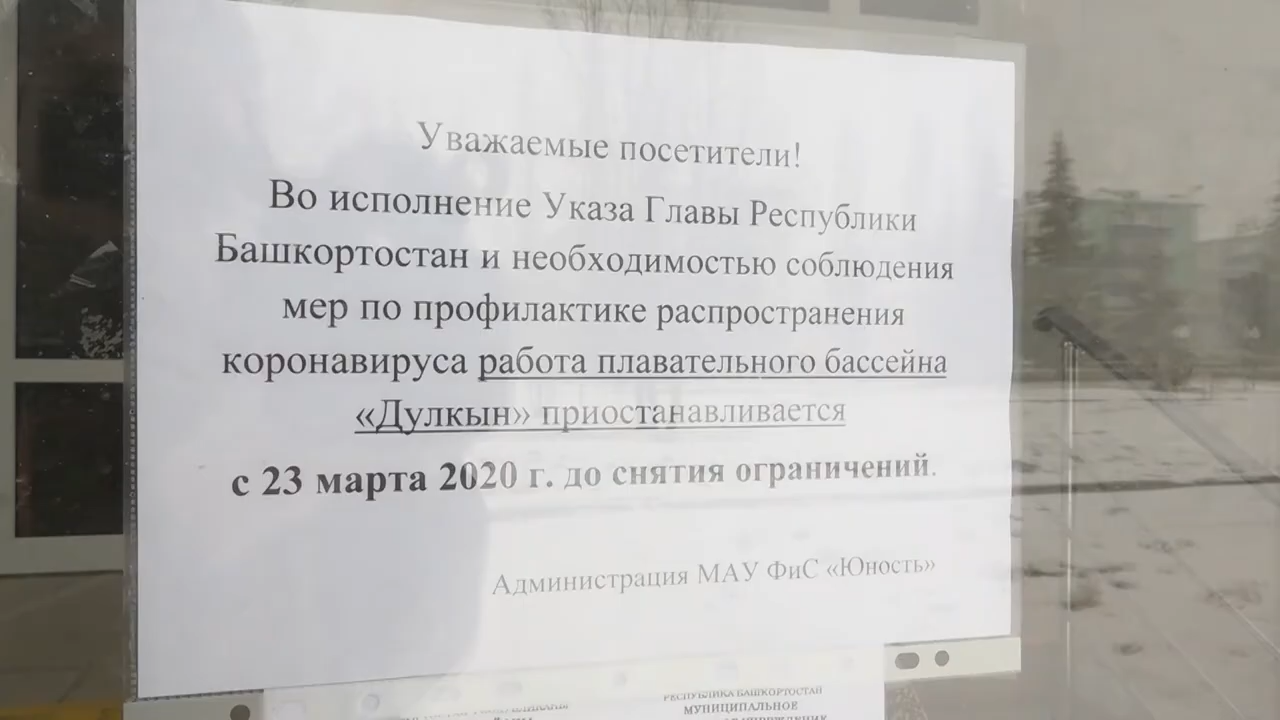 Уважаемые посетители!
Во исполнение Указа Главы Республики
Башкортостан и необходимостью соблюдения
мер по профилактике распространения
коронавируса работа плавательного бассейна
«Дулкын» приостанавливается
с 23 марта 2020 г. до снятия ограничений.
Администрация МАУ ФиС «Юность»
РЕСПУБЛИКА БАШКОРТОСТАН
МУНИЦИПАЛЬНОЕ